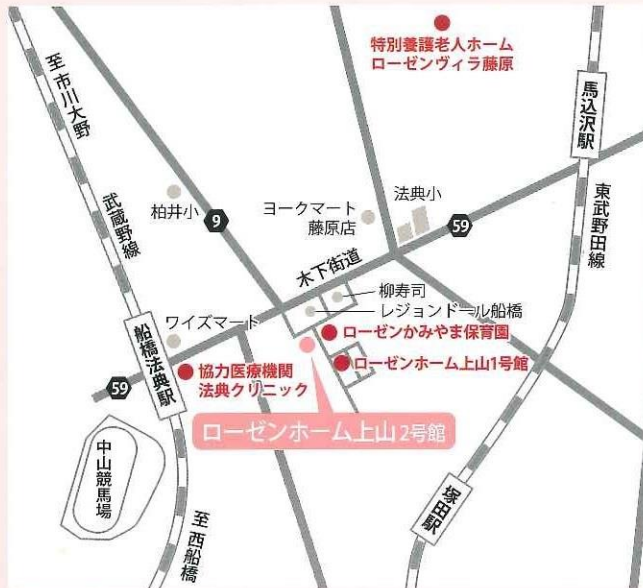 特別養護老人ホーム
ローゼンヴィラ藤原
至 市川大野
武蔵野線
馬込沢駅
東武野田線
柏井小
9
ヨークマート
藤原店
法典小
59
木下街道
柳寿司
レジョンドール船橋
ワイズマート
ローゼンかみやま保育園
船橋法典駅
協力医療機関
法典クリニック
ローゼンホーム上山1号館
59
ローゼンホーム上山2号館
中山競馬場
塚田駅
至 西船橋